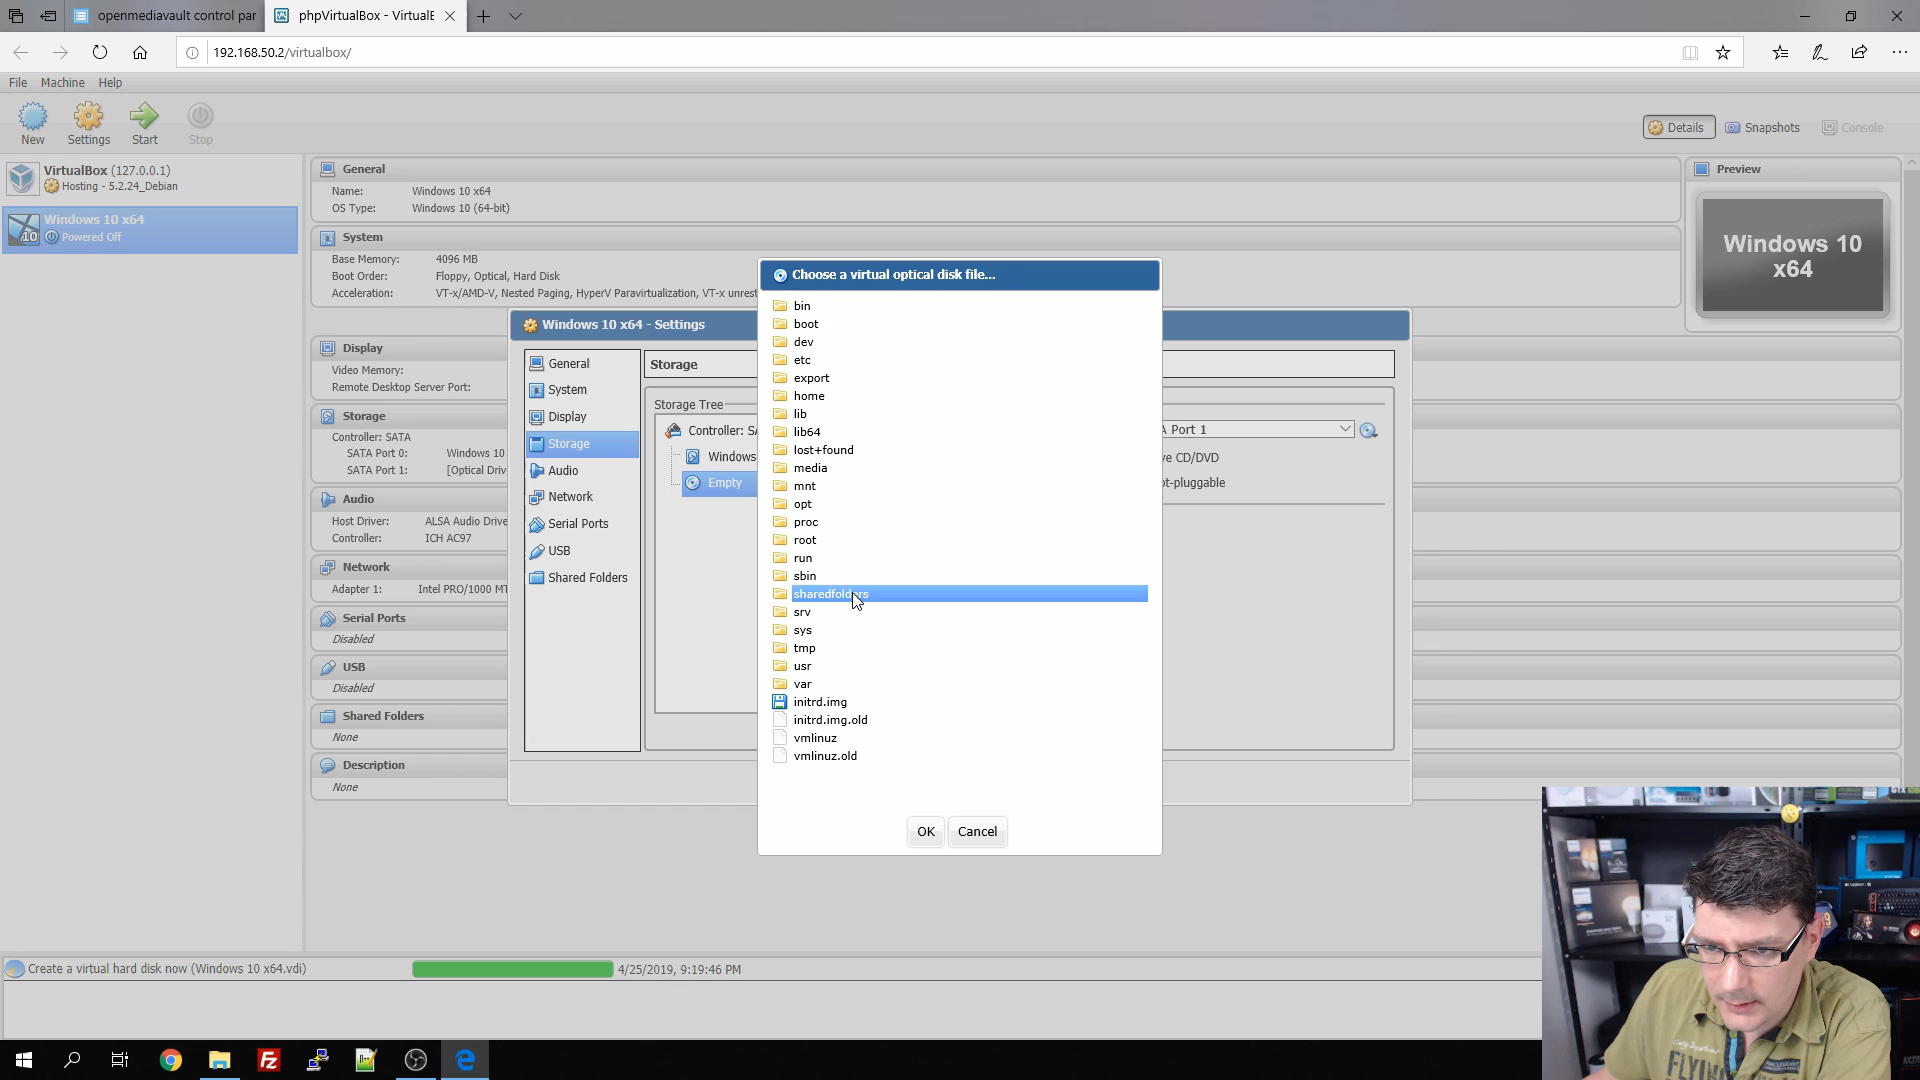 openmediavault control par
phpVirtualBox - VirtualE
192.168.50.2/virtualbox/
File Machine Help
New Settings Start Stop
Details Snapshots Console
VirtualBox (127.0.0.1)
Hosting - 5.2.24_Debian
Windows 10 x64
Powered Off
10
General
Name: Windows 10 x64
OS Type: Windows 10 (64-bit)
System
Base Memory: 4096 MB
Boot Order: Floppy, Optical, Hard Disk
Acceleration: VT-x/AMD-V, Nested Paging, HyperV Paravirtualization, VT-x unrest
Display
Video Memory:
Remote Desktop Server Port:
Storage
Controller: SATA
SATA Port 0: Windows 10
SATA Port 1: [Optical Driv
Audio
Host Driver: ALSA Audio Drive
Controller: ICH AC97
Network
Adapter 1: Intel PRO/1000 MT
Serial Ports
Disabled
USB
Disabled
Shared Folders
None
Description
None
Preview
Windows 10
x64
Windows 10 x64 - Settings
General
System
Display
Storage
Audio
Network
Serial Ports
USB
Shared Folders
Storage
Storage Tree
Controller: SA
Windows
Empty
A Port 1
ve CD/DVD
ot-pluggable
Choose a virtual optical disk file...
bin
boot
dev
etc
export
home
lib
lib64
lost+found
media
mnt
opt
proc
root
run
sbin
sharedfolders
srv
sys
tmp
usr
var
initrd.img
initrd.img.old
vmlinuz
vmlinuz.old
OK Cancel
Create a virtual hard disk now (Windows 10 x64.vdi) 4/25/2019, 9:19:46 PM
FLYING